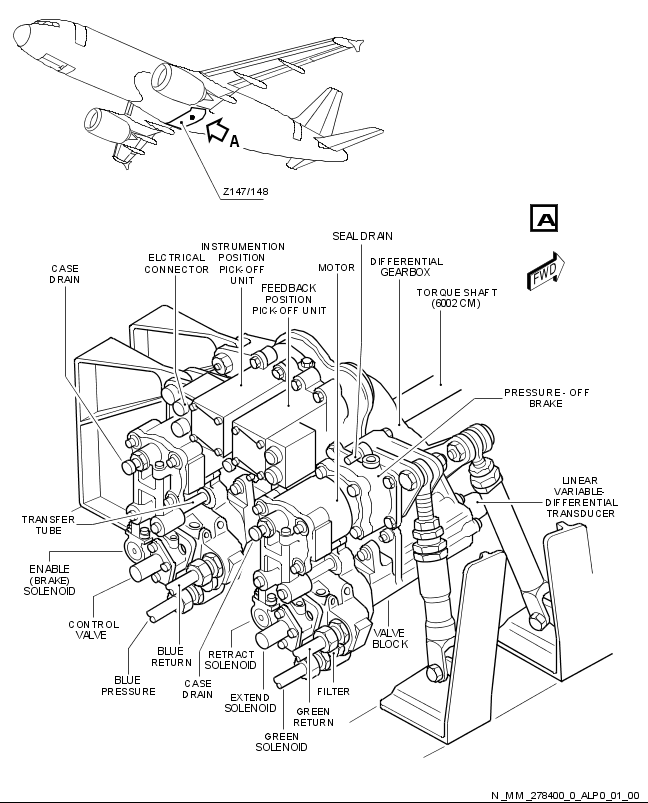 A
Z147/148
A
FWD
SEAL DRAIN
INSTRUMENTION
POSITION
PICK-OFF
UNIT
ELCTRICAL
CONNECTOR
CASE
DRAIN
MOTOR
DIFFERENTIAL
GEARBOX
FEEDBACK
POSITION
PICK-OFF UNIT
TORQUE SHAFT
(6002 CM)
PRESSURE - OFF
BRAKE
LINEAR
VARIABLE-
DIFFERENTIAL
TRANSDUCER
TRANSFER
TUBE
ENABLE
(BRAKE)
SOLENOID
CONTROL
VALVE
BLUE
RETURN
BLUE
PRESSURE
CASE
DRAIN
RETRACT
SOLENOID
EXTEND
SOLENOID
GREEN
SOLENOID
GREEN
RETURN
FILTER
VALVE
BLOCK
N_MM_278400_0_ALP0_01_00